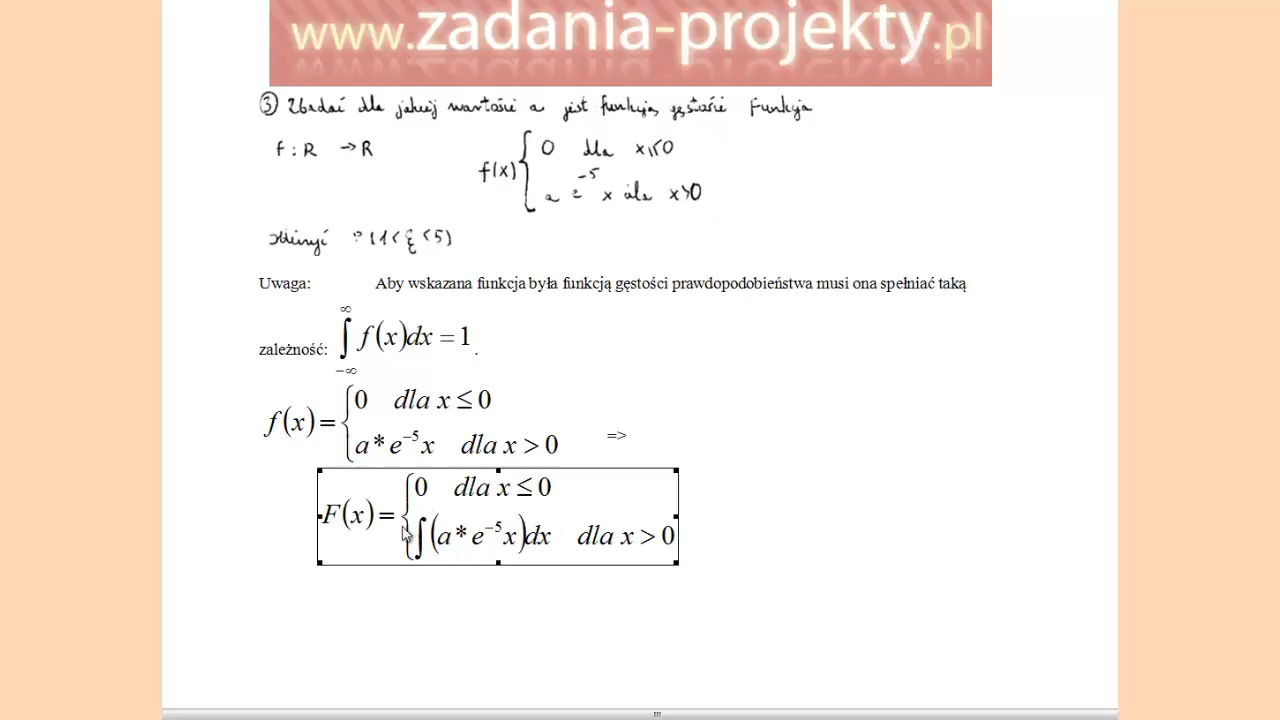 www.zadania-projekty.pl
③ Zbadać dla jakiej wartości a jest funkcją gęstości funkcja
f : R → R f(x) { 0 dla x ≤ 0
a e^-5 x dla x>0
P(1< ξ <5)
Uwaga: Aby wskazana funkcja była funkcją gęstości prawdopodobieństwa musi ona spełniać taką
zależność: ∫_{-∞}^{∞} f(x)dx = 1 .
f(x) = { 0 dla x ≤ 0
a * e^{-5} x dla x > 0 =>
F(x) = { 0 dla x ≤ 0
∫(a * e^{-5} x)dx dla x > 0